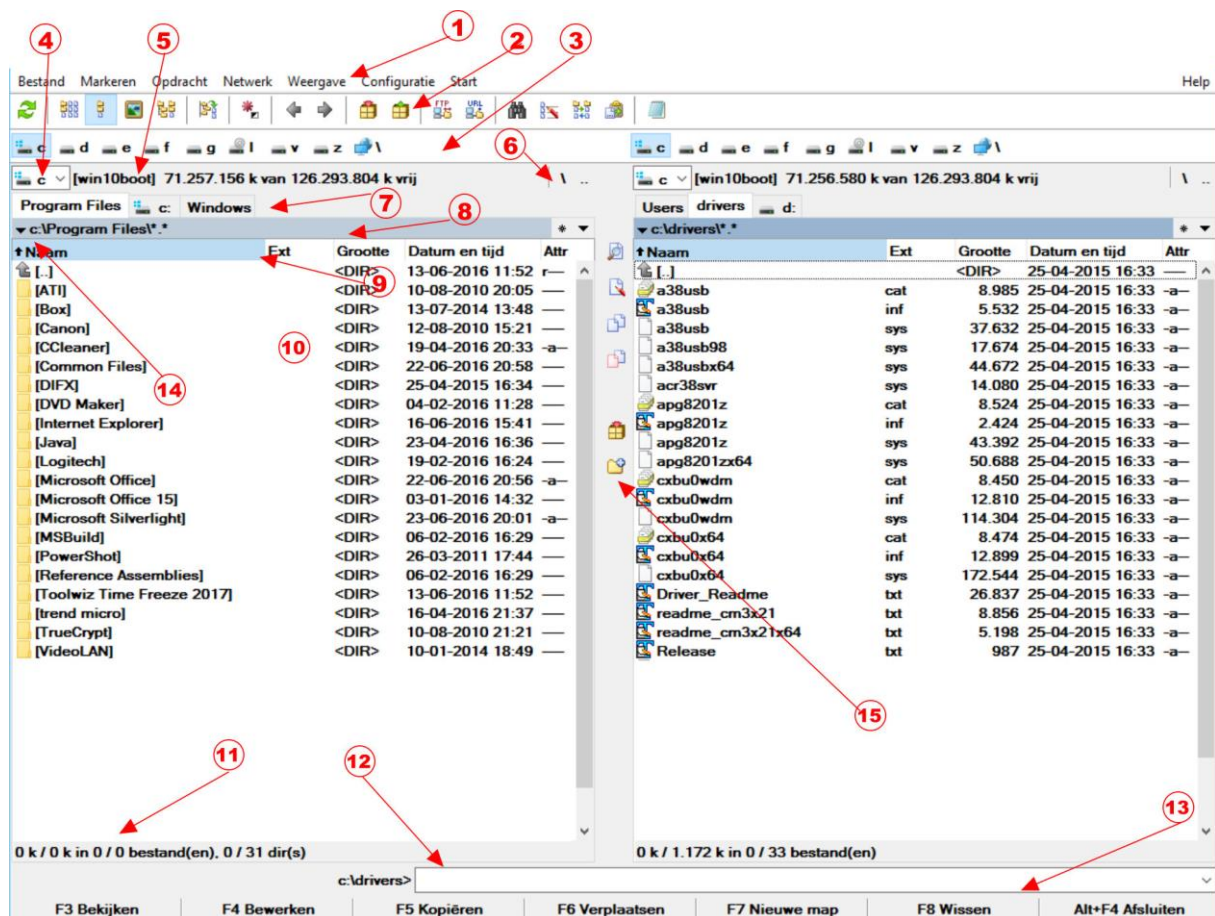 1
4 5 2 3
Bestand Markeren Opdracht Netwerk Weergave Configuratie Start Help
FTP URL
c d e f g l v z \ c d e f g l v z \
6
c [win10boot] 71.257.156 k van 126.293.804 k vrij \ .. c [win10boot] 71.256.580 k van 126.293.804 k vrij \ ..
Program Files c: Windows 7 Users drivers d:
8
c:\Program Files\*.* * c:\drivers\*.* *
Naam Ext Grootte Datum en tijd Attr Naam Ext Grootte Datum en tijd Attr
[..] <DIR> 13-06-2016 11:52 r— [..] <DIR> 25-04-2015 16:33 —
9
[ATI] <DIR> 10-08-2010 20:05 — a38usb cat 8.985 25-04-2015 16:33 -a–
[Box] <DIR> 13-07-2014 13:48 — a38usb inf 5.532 25-04-2015 16:33 -a–
[Canon] <DIR> 12-08-2010 15:21 — a38usb sys 37.632 25-04-2015 16:33 -a–
10
[CCleaner] <DIR> 19-04-2016 20:33 -a– a38usb98 sys 17.674 25-04-2015 16:33 -a–
[Common Files] <DIR> 22-06-2016 20:58 — a38usbx64 sys 44.672 25-04-2015 16:33 -a–
[DIFX] <DIR> 25-04-2015 16:34 — acr38svr sys 14.080 25-04-2015 16:33 -a–
14
[DVD Maker] <DIR> 04-02-2016 11:28 — apg8201z cat 8.524 25-04-2015 16:33 -a–
[Internet Explorer] <DIR> 16-06-2016 15:41 — apg8201z inf 2.424 25-04-2015 16:33 -a–
[Java] <DIR> 23-04-2016 16:36 — apg8201z sys 43.392 25-04-2015 16:33 -a–
[Logitech] <DIR> 19-02-2016 16:24 — apg8201zx64 sys 50.688 25-04-2015 16:33 -a–
[Microsoft Office] <DIR> 22-06-2016 20:56 -a– cxbu0wdm cat 8.450 25-04-2015 16:33 -a–
[Microsoft Office 15] <DIR> 03-01-2016 14:32 — cxbu0wdm inf 12.810 25-04-2015 16:33 -a–
[Microsoft Silverlight] <DIR> 23-06-2016 20:01 -a– cxbu0wdm sys 114.304 25-04-2015 16:33 -a–
[MSBuild] <DIR> 06-02-2016 16:29 — cxbu0x64 cat 8.474 25-04-2015 16:33 -a–
[PowerShot] <DIR> 26-03-2011 17:44 — cxbu0x64 inf 12.899 25-04-2015 16:33 -a–
[Reference Assemblies] <DIR> 06-02-2016 16:29 — cxbu0x64 sys 172.544 25-04-2015 16:33 -a–
[Toolwiz Time Freeze 2017] <DIR> 13-06-2016 11:52 — Driver_Readme txt 26.837 25-04-2015 16:33 -a–
[trend micro] <DIR> 16-04-2016 21:37 — readme_cm3x21 txt 8.856 25-04-2015 16:33 -a–
[TrueCrypt] <DIR> 10-08-2010 21:21 — readme_cm3x21x64 txt 5.198 25-04-2015 16:33 -a–
[VideoLAN] <DIR> 10-01-2014 18:49 — Release txt 987 25-04-2015 16:33 -a–
15
11 12
13
0 k / 0 k in 0 / 0 bestand(en), 0 / 31 dir(s) 0 k / 1.172 k in 0 / 33 bestand(en)
c:\drivers>
F3 Bekijken F4 Bewerken F5 Kopiëren F6 Verplaatsen F7 Nieuwe map F8 Wissen Alt+F4 Afsluiten